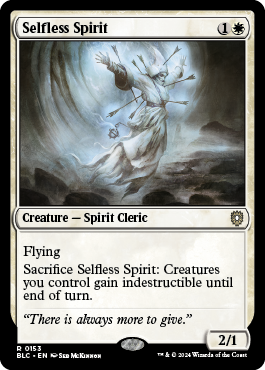 Selfless Spirit 1
Creature — Spirit Cleric
Flying
Sacrifice Selfless Spirit: Creatures
you control gain indestructible until
end of turn.
“There is always more to give.”
2/1
R 0153
BLC • EN Seb McKinnon
™ & © 2024 Wizards of the Coast